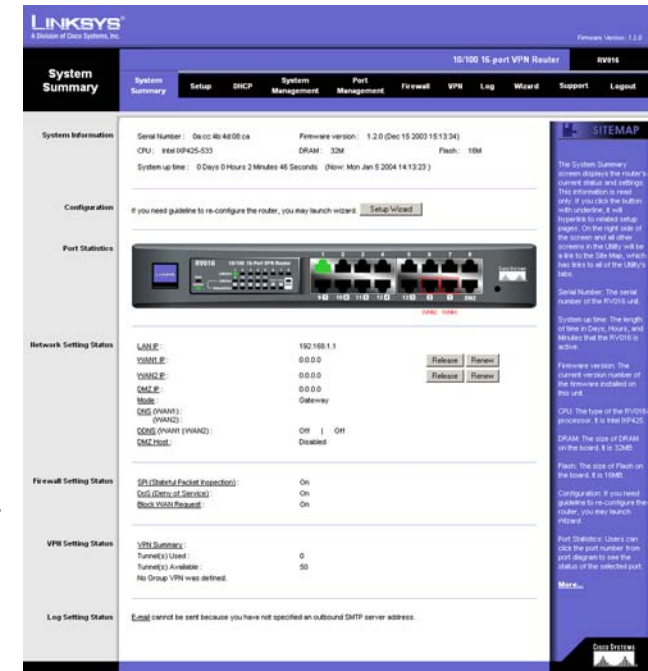 LINKSYS®
A Division of Cisco Systems, Inc.
Firmware Version: 1.2.0
10/100 16-port VPN Router RV016
System Summary
System Summary Setup DHCP System Management Port Management Firewall VPN Log Wizard Support Logout
System Information
Serial Number : 0a:cc:4b:4d:08:ca Firmware version : 1.2.0 (Dec 15 2003 15:13:34)
CPU : Intel IXP425-533 DRAM : 32M Flash : 16M
System up time : 0 Days 0 Hours 2 Minutes 46 Seconds (Now: Mon Jan 5 2004 14:13:23 )
Configuration
If you need guideline to re-configure the router, you may launch wizard. Setup Wizard
Port Statistics
RV016 10/100 16-Port VPN Router
1 2 3 4 5 6 7 8
9 10 11 12 13 DMZ
Cisco Systems
WAN2 WAN1
Network Setting Status
LAN IP : 192.168.1.1
WAN1 IP : 0.0.0.0 Release Renew
WAN2 IP : 0.0.0.0 Release Renew
DMZ IP : 0.0.0.0
Mode : Gateway
DNS (WAN1) :
(WAN2) :
DDNS (WAN1 |WAN2) : Off | Off
DMZ Host : Disabled
Firewall Setting Status
SPI (Stateful Packet Inspection) : On
DoS (Deny of Service) : On
Block WAN Request : On
VPN Setting Status
VPN Summary :
Tunnel(s) Used : 0
Tunnel(s) Available : 50
No Group VPN was defined.
Log Setting Status
E-mail cannot be sent because you have not specified an outbound SMTP server address.
SITEMAP
The System Summary
screen displays the router's
current status and settings.
This information is read
only. If you click the button
with underline, it will
hyperlink to related setup
pages. On the right side of
the screen and all other
screens in the Utility will be
a link to the Site Map, which
has links to all of the Utility's
tabs.
Serial Number: The serial
number of the RV016 unit.
System up time: The length
of time in Days, Hours, and
Minutes that the RV016 is
active.
Firmware version: The
current version number of
the firmware installed on
this unit.
CPU: The type of the RV016
processor. It is Intel IXP425.
DRAM: The size of DRAM
on the board. It is 32MB.
Flash: The size of Flash on
the board. It is 16MB.
Configuration: If you need
guideline to re-configure the
router, you may launch
Wizard.
Port Statistics: Users can
click the port number from
port diagram to see the
status of the selected port.
More...
Cisco Systems